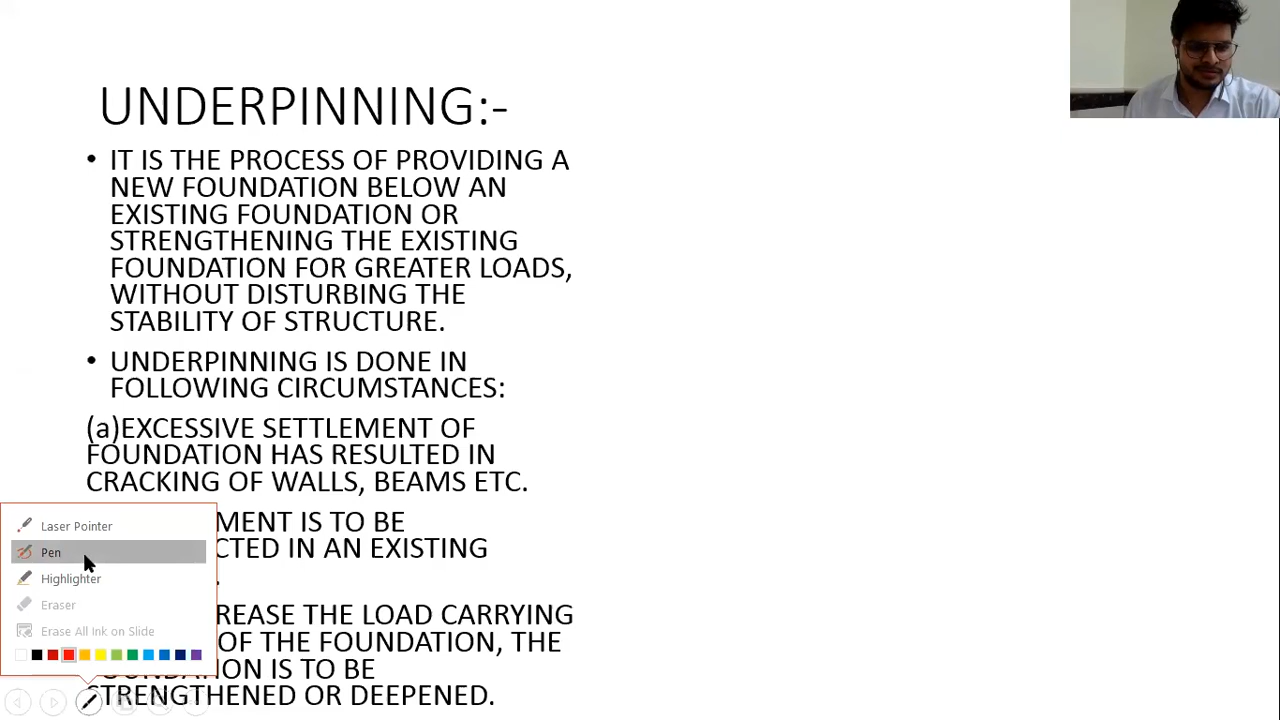 UNDERPINNING:-
• IT IS THE PROCESS OF PROVIDING A
NEW FOUNDATION BELOW AN
EXISTING FOUNDATION OR
STRENGTHENING THE EXISTING
FOUNDATION FOR GREATER LOADS,
WITHOUT DISTURBING THE
STABILITY OF STRUCTURE.
• UNDERPINNING IS DONE IN
FOLLOWING CIRCUMSTANCES:
(a)EXCESSIVE SETTLEMENT OF
FOUNDATION HAS RESULTED IN
CRACKING OF WALLS, BEAMS ETC.
MENT IS TO BE
CTED IN AN EXISTING
.
REASE THE LOAD CARRYING
OF THE FOUNDATION, THE
ION IS TO BE
STRENGTHENED OR DEEPENED.
Laser Pointer
Pen
Highlighter
Eraser
Erase All Ink on Slide